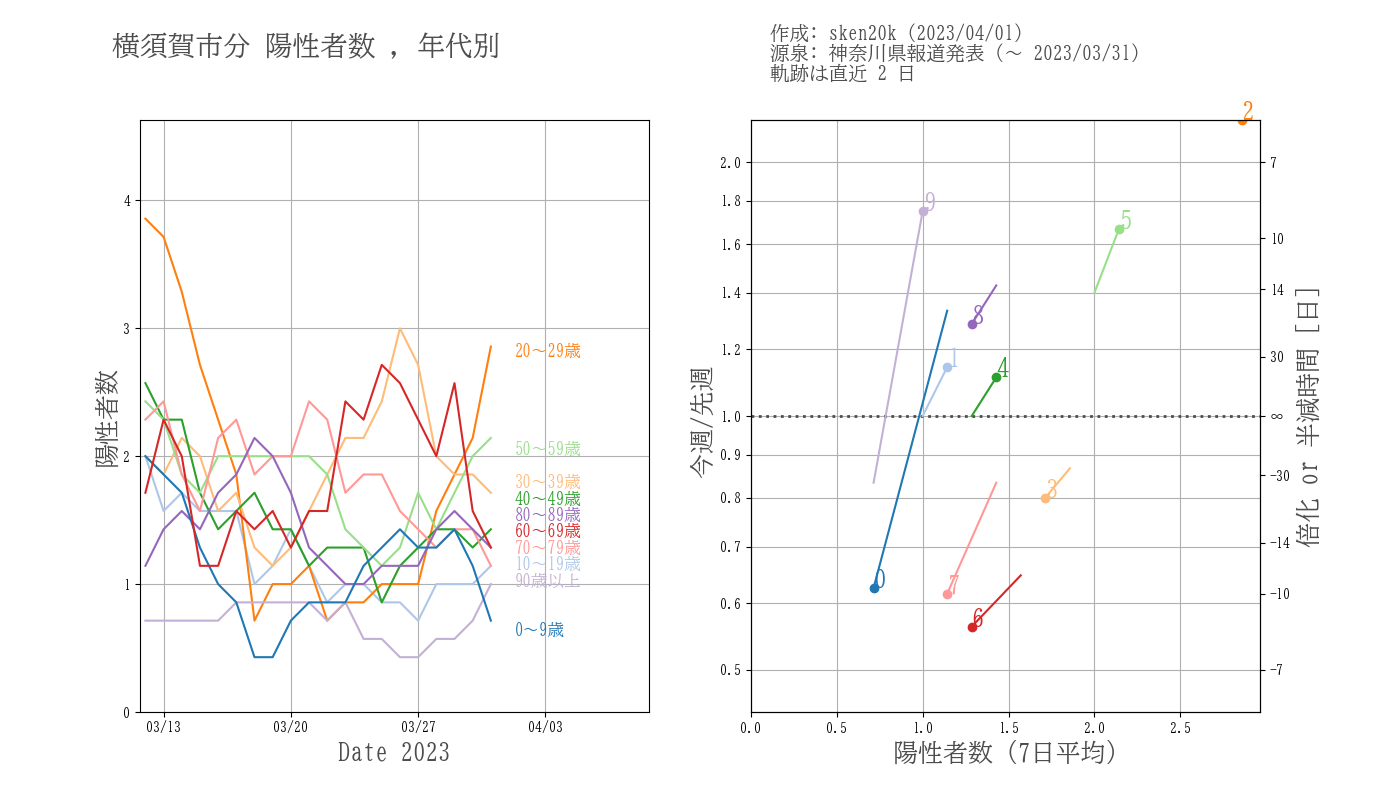 横須賀市分 陽性者数 , 年代別
作成: sken20k (2023/04/01)
源泉: 神奈川県報道発表 (～ 2023/03/31)
軌跡は直近 2 日
陽性者数
4
3
2
1
0
03/13
03/20
03/27
04/03
Date 2023
20～29歳
50～59歳
30～39歳
40～49歳
80～89歳
60～69歳
70～79歳
10～19歳
90歳以上
0～9歳
今週/先週
2.0
1.8
1.6
1.4
1.2
1.0
0.9
0.8
0.7
0.6
0.5
0.0
0.5
1.0
1.5
2.0
2.5
陽性者数 (7日平均)
2
9
5
8
1
4
3
0
7
6
7
10
14
30
∞
-30
-14
-10
-7
倍化 or 半減時間 [日]